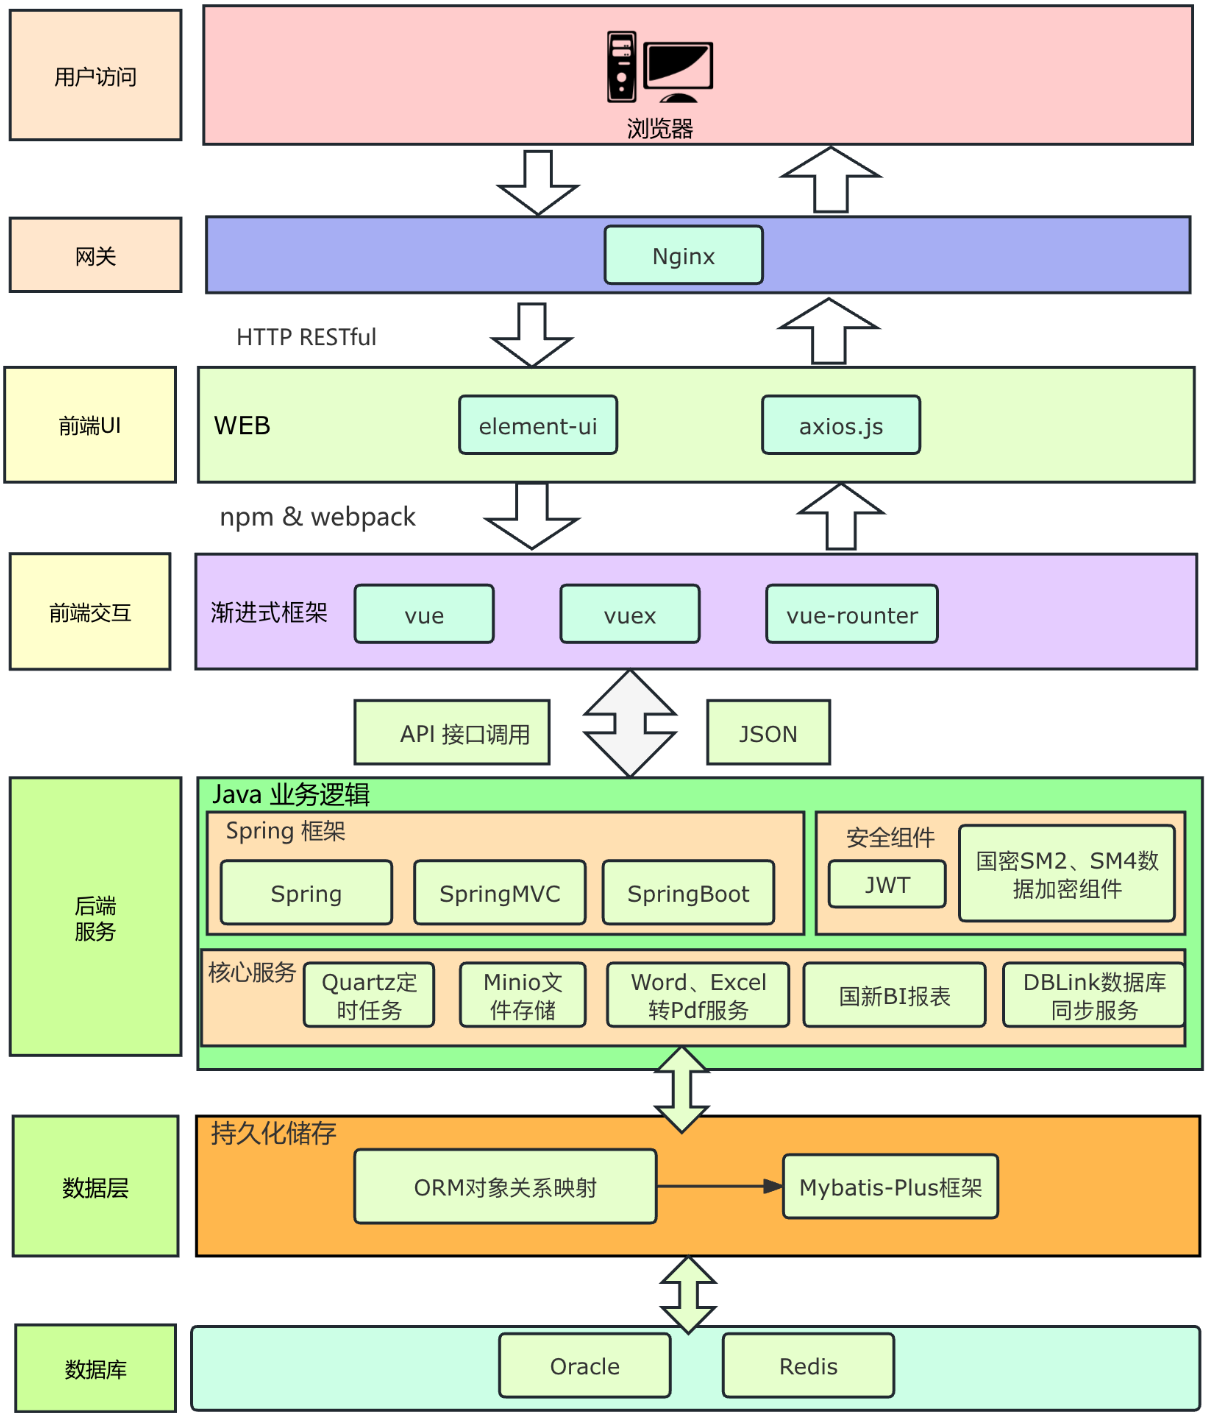 用户访问
浏览器
网关
Nginx
HTTP RESTful
前端UI
WEB
element-ui
axios.js
npm & webpack
前端交互
渐进式框架
vue
vuex
vue-rounter
API 接口调用
JSON
后端
服务
Java 业务逻辑
Spring 框架
Spring
SpringMVC
SpringBoot
安全组件
JWT
国密SM2、SM4数
据加密组件
核心服务
Quartz定
时任务
Minio文
件存储
Word、Excel
转Pdf服务
国新BI报表
DBLink数据库
同步服务
数据层
持久化储存
ORM对象关系映射
Mybatis-Plus框架
数据库
Oracle
Redis